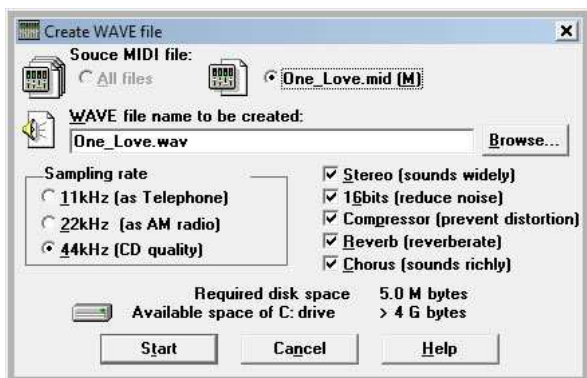 Create WAVE file
Souce MIDI file:
All files
One_Love.mid (M)
WAVE file name to be created:
One_Love.wav
Browse...
Sampling rate
11kHz (as Telephone)
22kHz (as AM radio)
44kHz (CD quality)
Stereo (sounds widely)
16bits (reduce noise)
Compressor (prevent distortion)
Reverb (reverberate)
Chorus (sounds richly)
Required disk space 5.0 M bytes
Available space of C: drive > 4 G bytes
Start Cancel Help